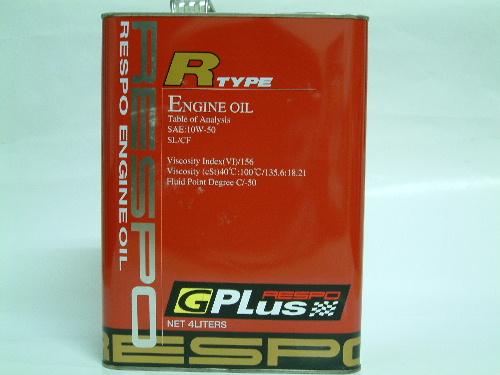 RESPO
RESPO ENGINE OIL
R TYPE
ENGINE OIL
Table of Analysis
SAE:10W-50
SL/CF
Viscosity Index(VI)/156
Viscosity (cSt)40℃:100℃/135.6:18.21
Fluid Point Degree C/-50
RESPO
G PLus
NET 4LITERS
RESPO